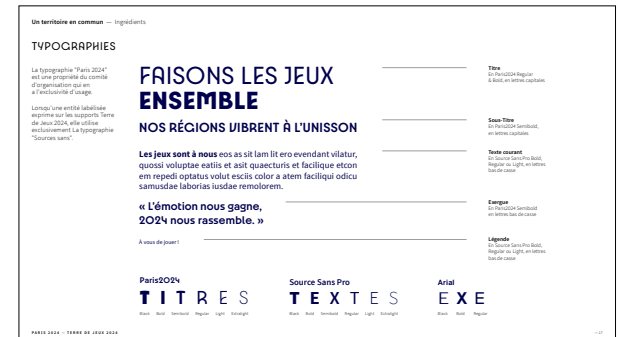 Un territoire en commun — Ingrédients
TYPOGRAPHIES
La typographie "Paris 2024"
est une propriété du comité
d'organisation qui en
a l'exclusivité d'usage.
Lorsqu'une entité labélisée
exprime sur les supports Terre
de Jeux 2024, elle utilise
exclusivement La typographie
"Sources sans".
FAISONS LES JEUX
ENSEMBLE
NOS RÉGIONS VIBRENT À L'UNISSON
Les jeux sont à nous eos as sit lam lit ero evendant vilatur,
quossi voluptae eatiis et asit quaecturis et facilique etcon
em repedi optatus volut esciis color a atem faciliqui odicu
samusdae laborias iusdae remolorem.
« L'émotion nous gagne,
2024 nous rassemble. »
À vous de jouer !
Titre
En Paris2024 Regular
& Bold, en lettres capitales
Sous-Titre
En Paris2024 Semibold,
en lettres capitales
Texte courant
En Source Sans Pro Bold,
Regular ou Light, en lettres
bas de casse
Exergue
En Paris2024 Semibold
en lettres bas de casse
Légende
En Source Sans Pro Bold,
Regular ou Light, en lettres
bas de casse
Paris2024
TITRES
Black Bold Semibold Regular Light Extralight
Source Sans Pro
TEXTES
Black Bold Semibold Regular Light Extralight
Arial
EXE
Black Bold Regular
PARIS 2024 — TERRE DE JEUX 2024